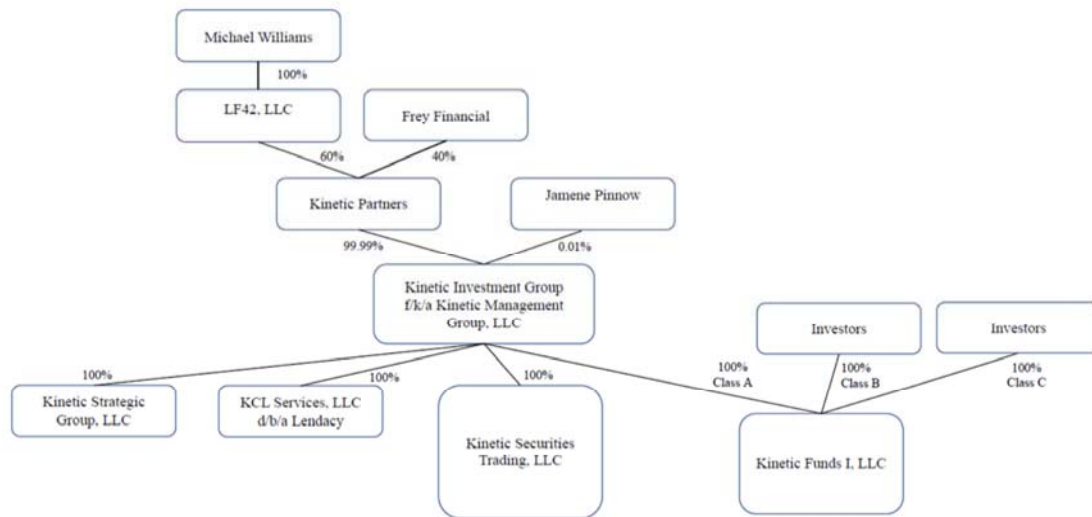 Michael Williams
100%
LF42, LLC
Frey Financial
60%
40%
Kinetic Partners
Jamene Pinnow
99.99%
0.01%
Kinetic Investment Group
f/k/a Kinetic Management
Group, LLC
Investors
Investors
100%
100%
100%
100%
Class A
100%
Class B
100%
Class C
Kinetic Strategic
Group, LLC
KCL Services, LLC
d/b/a Lendacy
Kinetic Securities
Trading, LLC
Kinetic Funds I, LLC